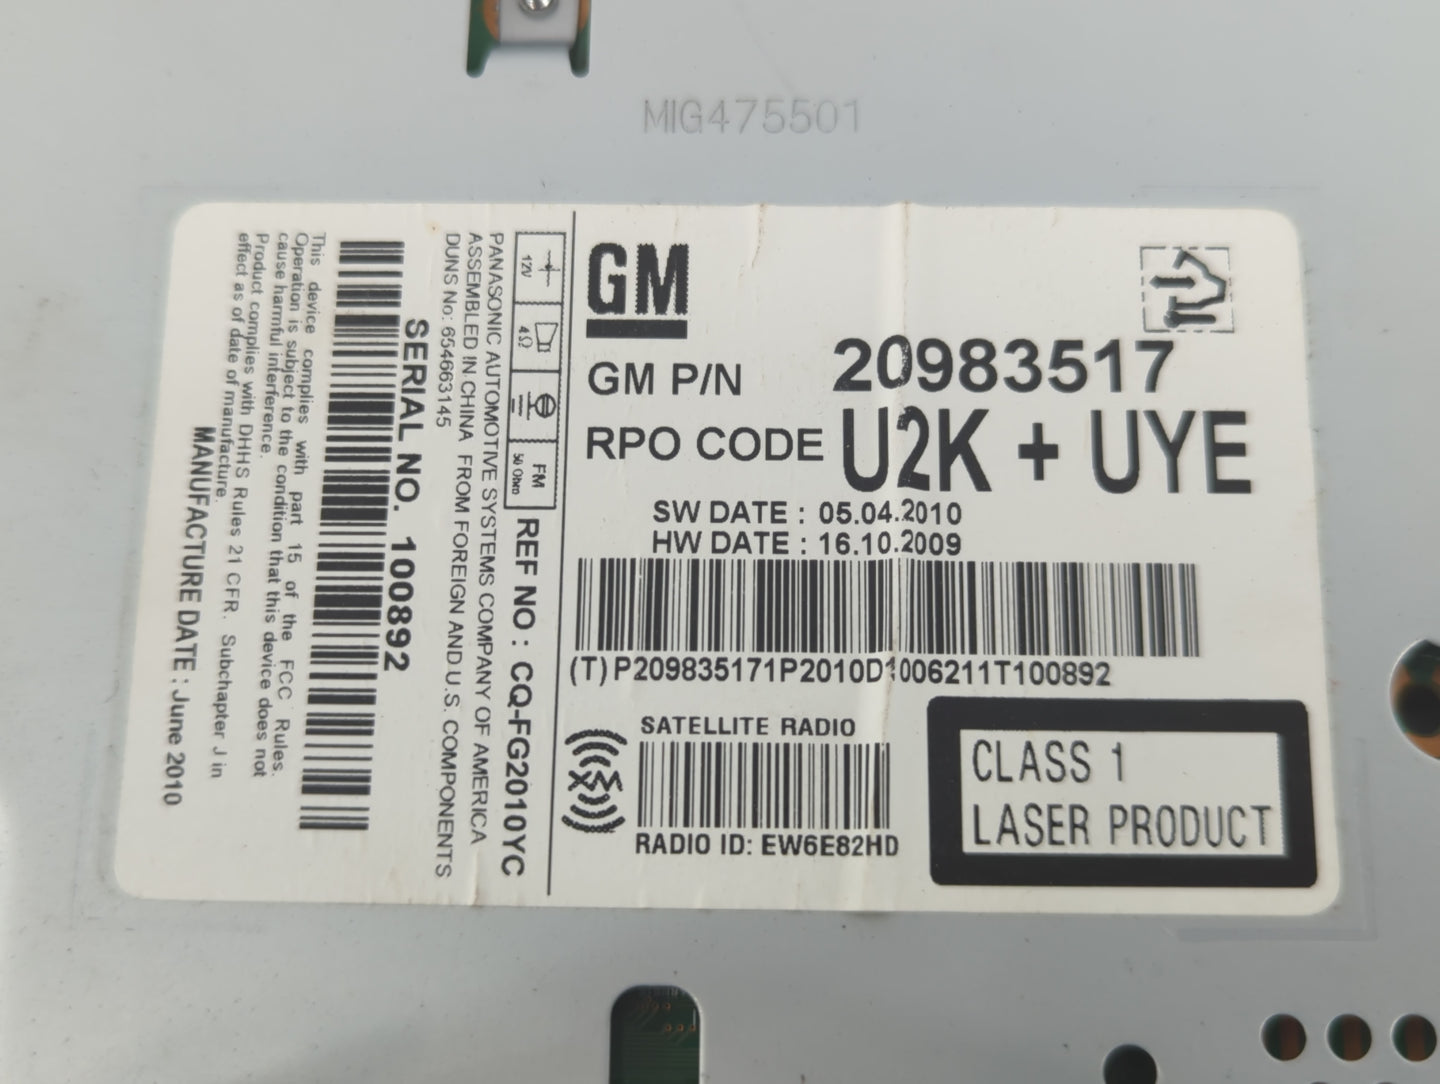 MIG475501
GM
GM P/N 20983517
RPO CODE U2K + UYE
SW DATE : 05.04.2010
HW DATE : 16.10.2009
(T)P209835171P2010D1006211T100892
SATELLITE RADIO
XM
RADIO ID: EW6E82HD
CLASS 1
LASER PRODUCT
12V
4Ω
FM
50 Ohm
REF NO : CQ-FG2010YC
PANASONIC AUTOMOTIVE SYSTEMS COMPANY OF AMERICA
ASSEMBLED IN CHINA FROM FOREIGN AND U.S. COMPONENTS
DUNS No: 654663145
SERIAL NO. 100892
This device complies with part 15 of the FCC Rules.
Operation is subject to the condition that this device does not
cause harmful interference.
Product complies with DHHS Rules 21 CFR. Subchapter J in
effect as of date of manufacture.
MANUFACTURE DATE : June 2010